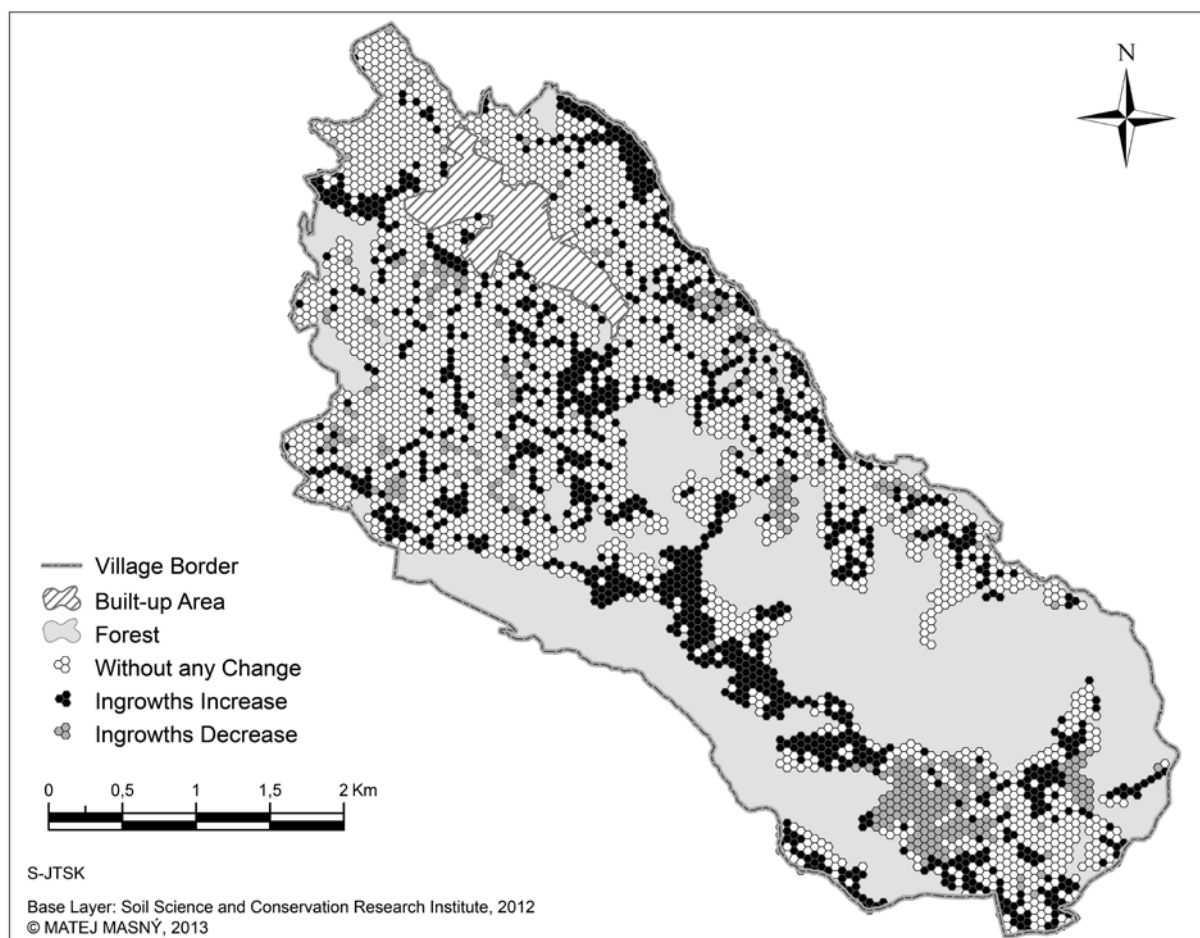 N
Village Border
Built-up Area
Forest
Without any Change
Ingrowths Increase
Ingrowths Decrease
0 0,5 1 1,5 2 Km
S-JTSK
Base Layer: Soil Science and Conservation Research Institute, 2012
© MATEJ MASNÝ, 2013